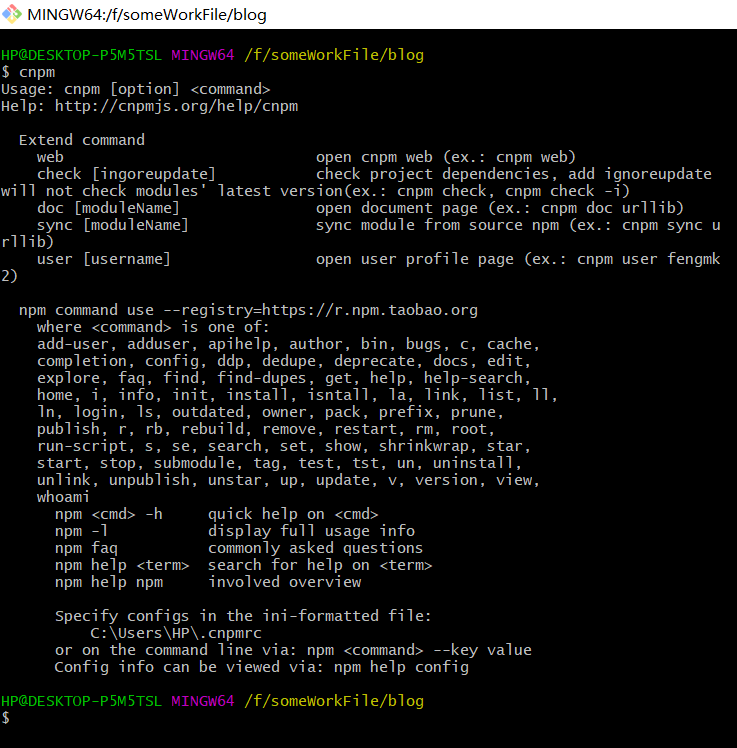 MINGW64:/f/someWorkFile/blog
HP@DESKTOP-P5M5TSL MINGW64 /f/someWorkFile/blog
$ cnpm
Usage: cnpm [option] <command>
Help: http://cnpmjs.org/help/cnpm
Extend command
web open cnpm web (ex.: cnpm web)
check [ingoreupdate] check project dependencies, add ignoreupdate
will not check modules' latest version(ex.: cnpm check, cnpm check -i)
doc [moduleName] open document page (ex.: cnpm doc urllib)
sync [moduleName] sync module from source npm (ex.: cnpm sync u
rllib)
user [username] open user profile page (ex.: cnpm user fengmk
2)
npm command use --registry=https://r.npm.taobao.org
where <command> is one of:
add-user, adduser, apihelp, author, bin, bugs, c, cache,
completion, config, ddp, dedupe, deprecate, docs, edit,
explore, faq, find, find-dupes, get, help, help-search,
home, i, info, init, install, isntall, la, link, list, ll,
ln, login, ls, outdated, owner, pack, prefix, prune,
publish, r, rb, rebuild, remove, restart, rm, root,
run-script, s, se, search, set, show, shrinkwrap, star,
start, stop, submodule, tag, test, tst, un, uninstall,
unlink, unpublish, unstar, up, update, v, version, view,
whoami
npm <cmd> -h quick help on <cmd>
npm -l display full usage info
npm faq commonly asked questions
npm help <term> search for help on <term>
npm help npm involved overview
Specify configs in the ini-formatted file:
C:\Users\HP\.cnpmrc
or on the command line via: npm <command> --key value
Config info can be viewed via: npm help config
HP@DESKTOP-P5M5TSL MINGW64 /f/someWorkFile/blog
$